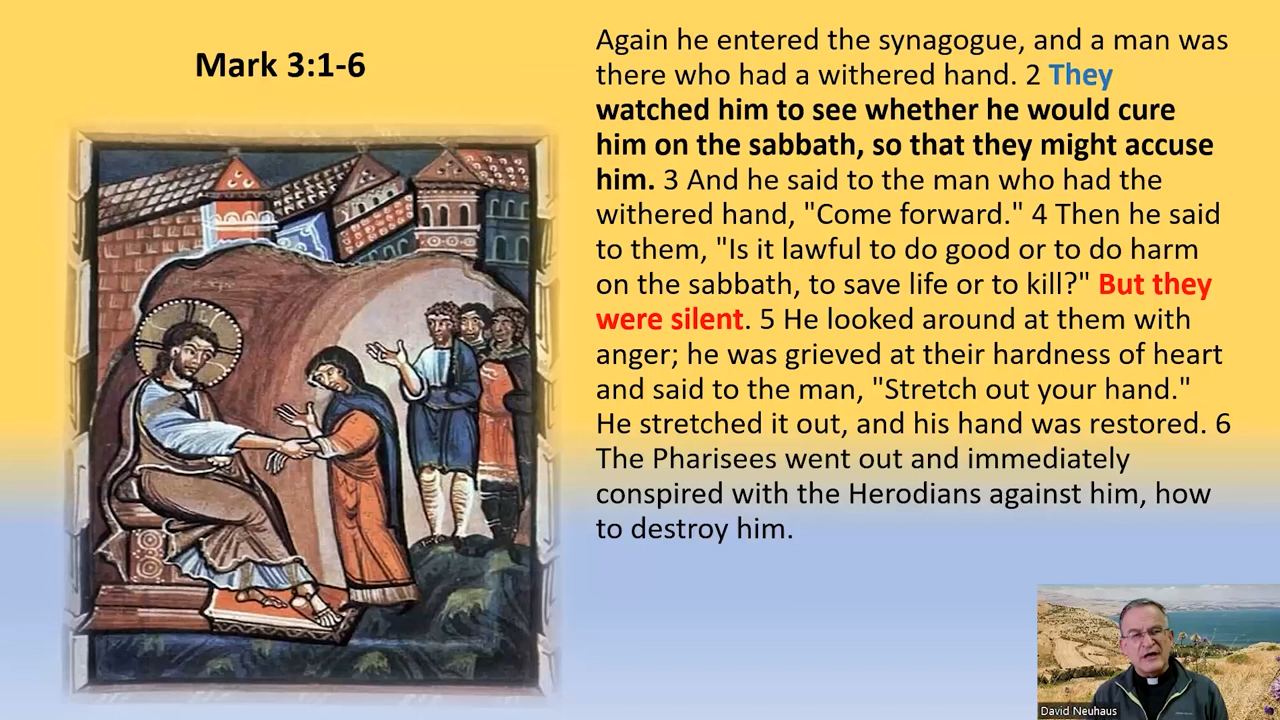 Mark 3:1-6
Again he entered the synagogue, and a man was
there who had a withered hand. 2 They
watched him to see whether he would cure
him on the sabbath, so that they might accuse
him. 3 And he said to the man who had the
withered hand, "Come forward." 4 Then he said
to them, "Is it lawful to do good or to do harm
on the sabbath, to save life or to kill?" But they
were silent. 5 He looked around at them with
anger; he was grieved at their hardness of heart
and said to the man, "Stretch out your hand."
He stretched it out, and his hand was restored. 6
The Pharisees went out and immediately
conspired with the Herodians against him, how
to destroy him.
David Neuhaus